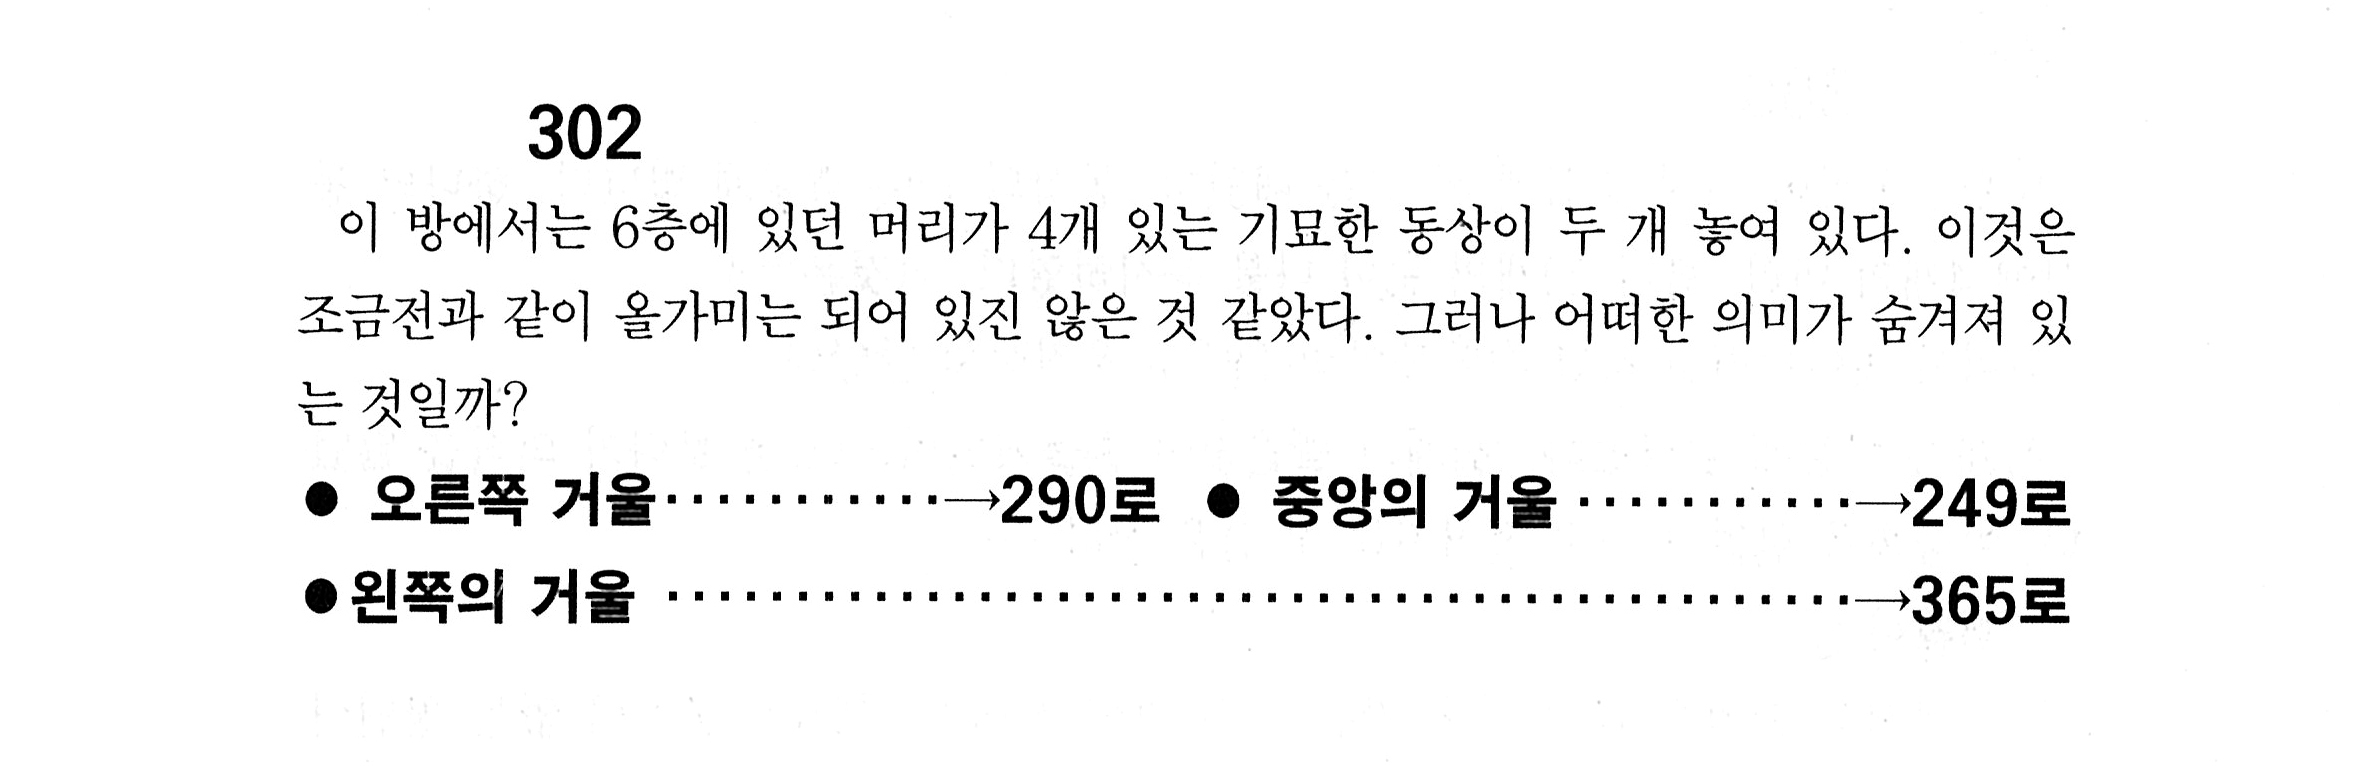 302
이 방에서는 6층에 있던 머리가 4개 있는 기묘한 동상이 두 개 놓여 있다. 이것은
조금전과 같이 올가미는 되어 있진 않은 것 같았다. 그러나 어떠한 의미가 숨겨져 있
는 것일까?
● 오른쪽 거울···········→290로 ● 중앙의 거울 ···········→249로
●왼쪽의 거울 ··············································→365로